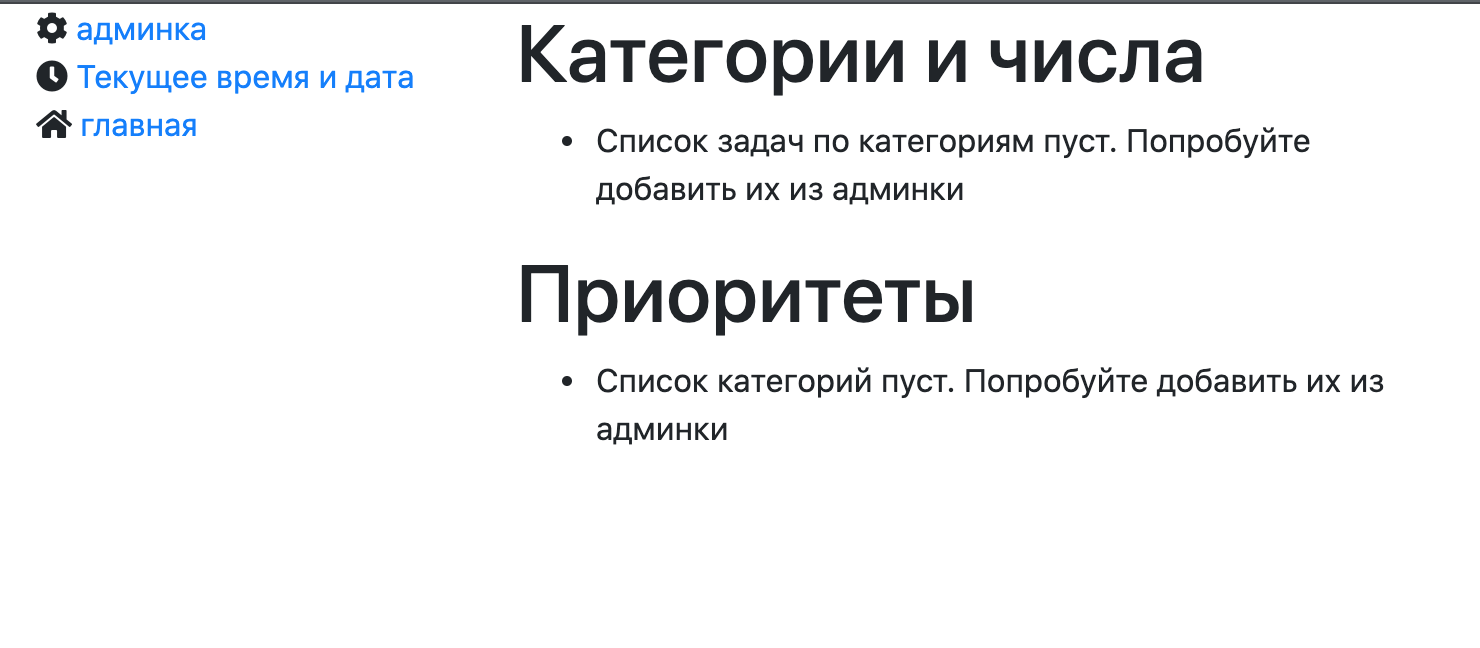 админка
Текущее время и дата
главная
Категории и числа
Список задач по категориям пуст. Попробуйте
добавить их из админки
Приоритеты
Список категорий пуст. Попробуйте добавить их из
админки